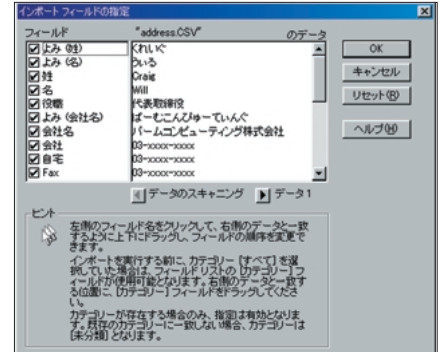 インポート フィールドの指定
フィールド "address.CSV" のデータ
よみ (姓) くれいぐ
よみ (名) ういる
姓 Craig
名 Will
役職 代表取締役
よみ (会社名) ぱーむこんぴゅーてぃんぐ
会社名 パームコンピューティング株式会社
会社 03-xxxx-xxxx
自宅 03-xxxx-xxxx
Fax 03-xxxx-xxxx
OK
キャンセル
リセット(R)
ヘルプ(H)
データのスキャニング データ 1
ヒント
左側のフィールド名をクリックして、右側のデータと一致
するように上下にドラッグし、フィールドの順序を変更で
きます。
インポートを実行する前に、カテゴリー [すべて] を選
択していた場合は、フィールド リストの [カテゴリー] フ
ィールドが使用可能となります。右側のデータと一致す
る位置に、[カテゴリー] フィールドをドラッグしてくださ
い。
カテゴリーが存在する場合のみ、指定は有効となりま
す。既存のカテゴリーに一致しない場合、カテゴリーは
[未分類] となります。